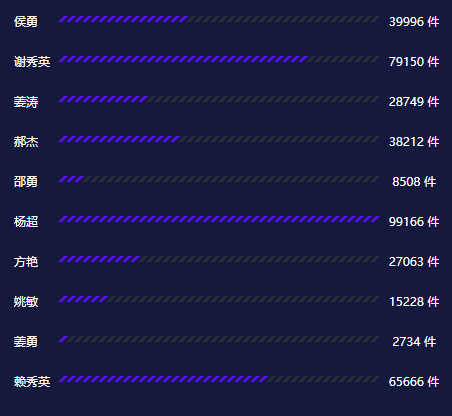 侯勇 39996 件
谢秀英 79150 件
姜涛 28749 件
郝杰 38212 件
邵勇 8508 件
杨超 99166 件
方艳 27063 件
姚敏 15228 件
姜勇 2734 件
赖秀英 65666 件